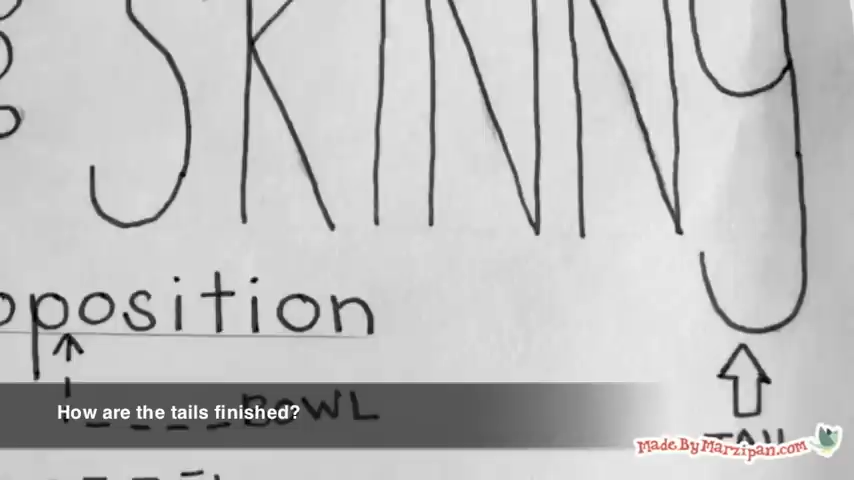 SKINNY
position
BOWL
How are the tails finished?
TAIL
MadeByMarzipan.com